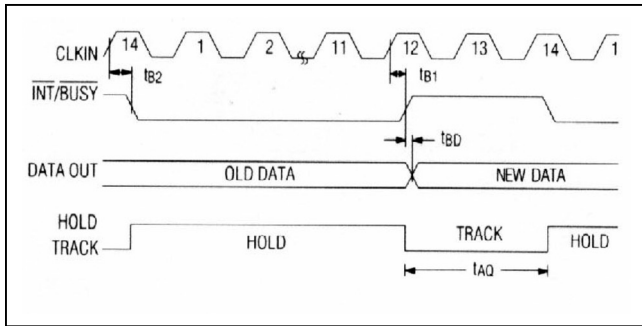 CLKIN 14 1 2 11 12 13 14 1
tB2 tB1
INT/BUSY
tBD
DATA OUT OLD DATA NEW DATA
HOLD
TRACK HOLD TRACK HOLD
tAQ